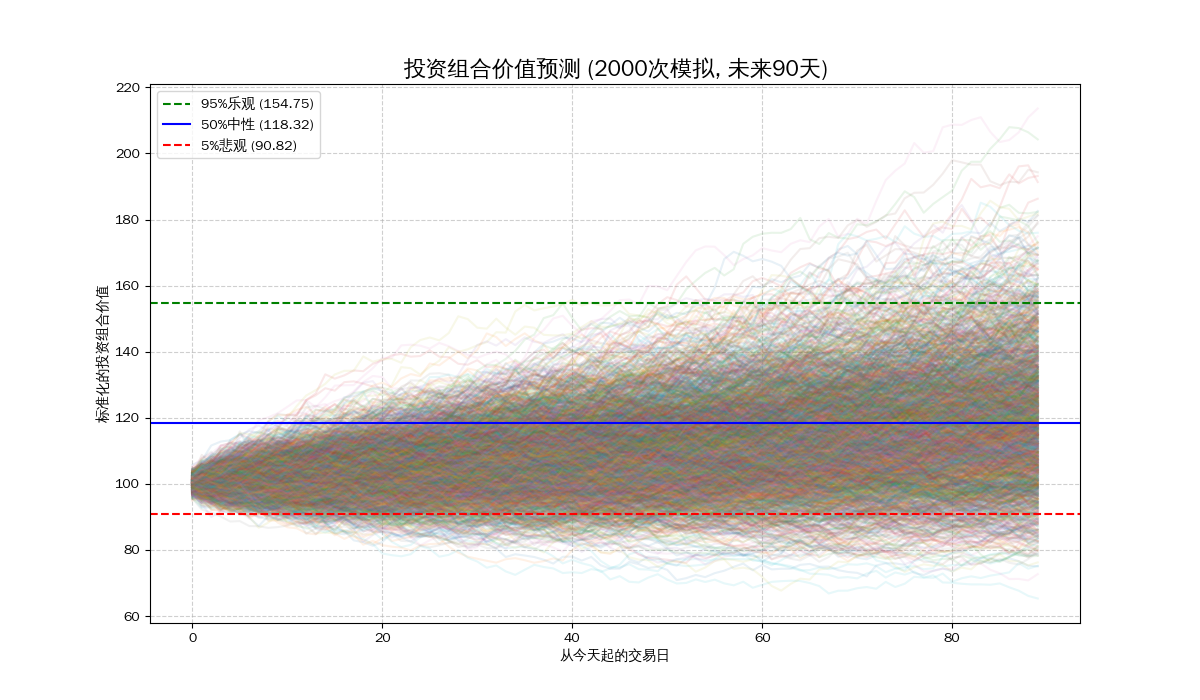 投资组合价值预测 (2000次模拟, 未来90天)
95%乐观 (154.75)
50%中性 (118.32)
5%悲观 (90.82)
标准化的投资组合价值
220
200
180
160
140
120
100
80
60
0 20 40 60 80
从今天起的交易日